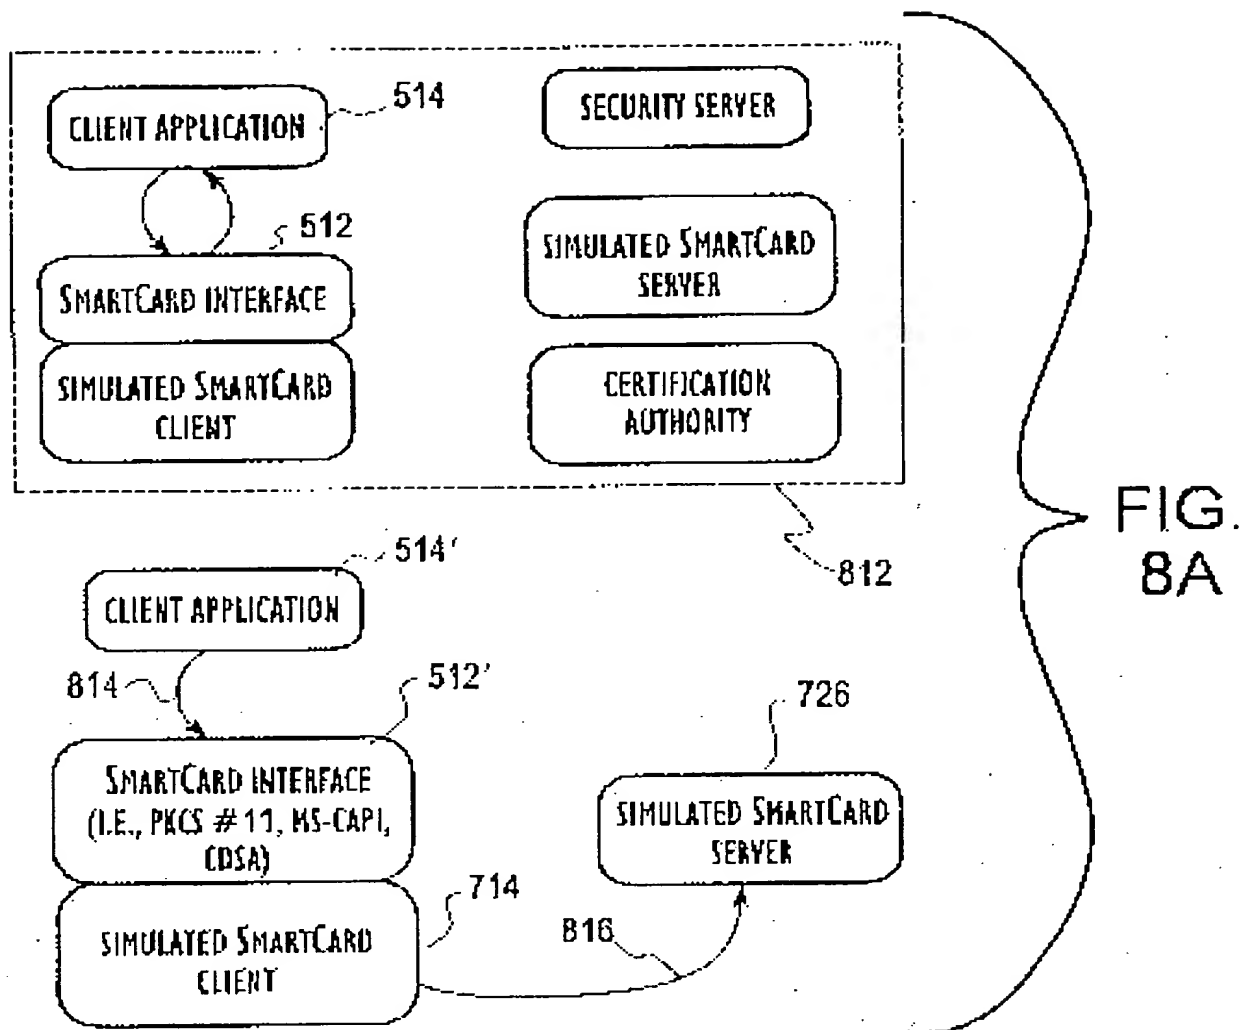 CLIENT APPLICATION
514
SECURITY SERVER
512
SMARTCARD INTERFACE
SIMULATED SMARTCARD
CLIENT
SIMULATED SMARTCARD
SERVER
CERTIFICATION
AUTHORITY
812
FIG.
8A
514'
CLIENT APPLICATION
814
512'
SMARTCARD INTERFACE
(I.E., PKCS #11, MS-CAPI,
CDSA)
714
SIMULATED SMARTCARD
CLIENT
816
726
SIMULATED SMARTCARD
SERVER